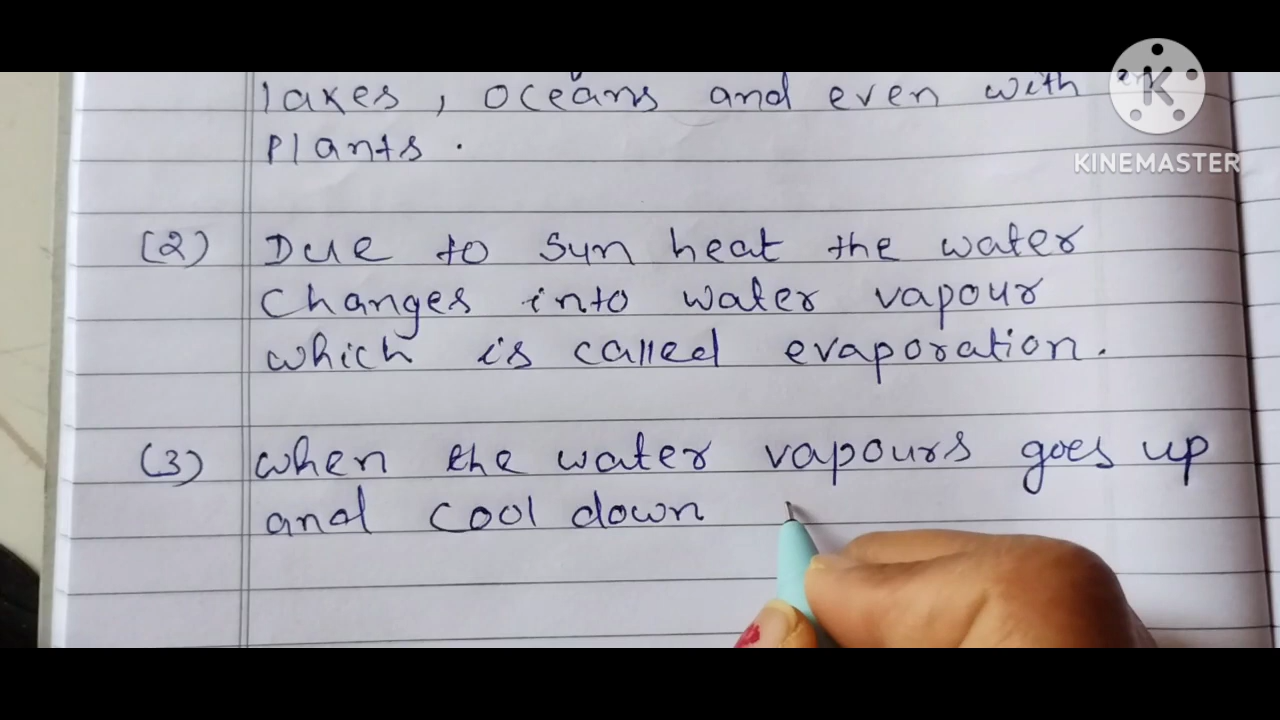 lakes, oceans and even with in
plants.
(2) Due to sun heat the water
changes into water vapour
which is called evaporation.
(3) when the water vapours goes up
and cool down
K
KINEMASTER